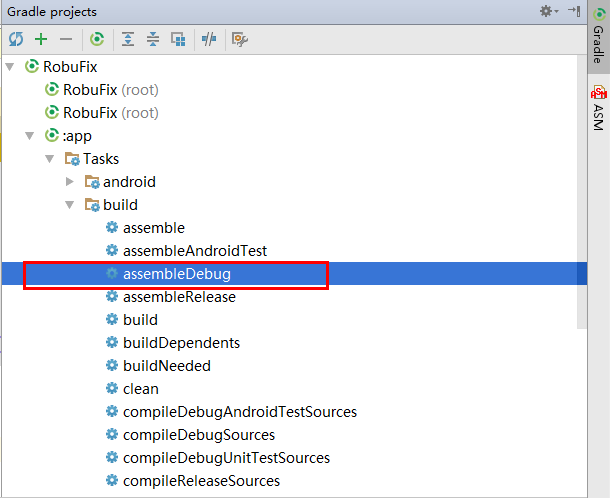 Gradle projects
RobuFix
RobuFix (root)
RobuFix (root)
:app
Tasks
android
build
assemble
assembleAndroidTest
assembleDebug
assembleRelease
build
buildDependents
buildNeeded
clean
compileDebugAndroidTestSources
compileDebugSources
compileDebugUnitTestSources
compileReleaseSources
Gradle
ASM